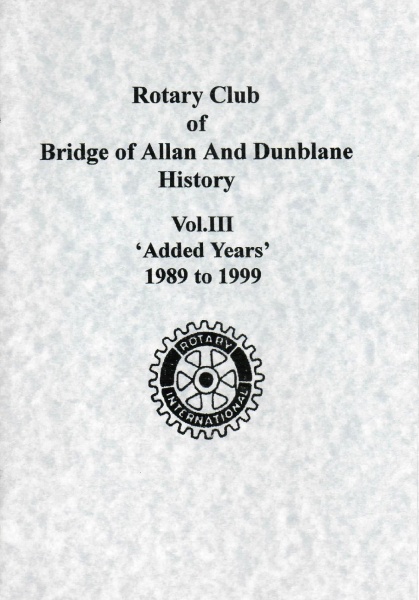 Rotary Club
of
Bridge of Allan And Dunblane
History
Vol.III
‘Added Years’
1989 to 1999
ROTARY
INTERNATIONAL